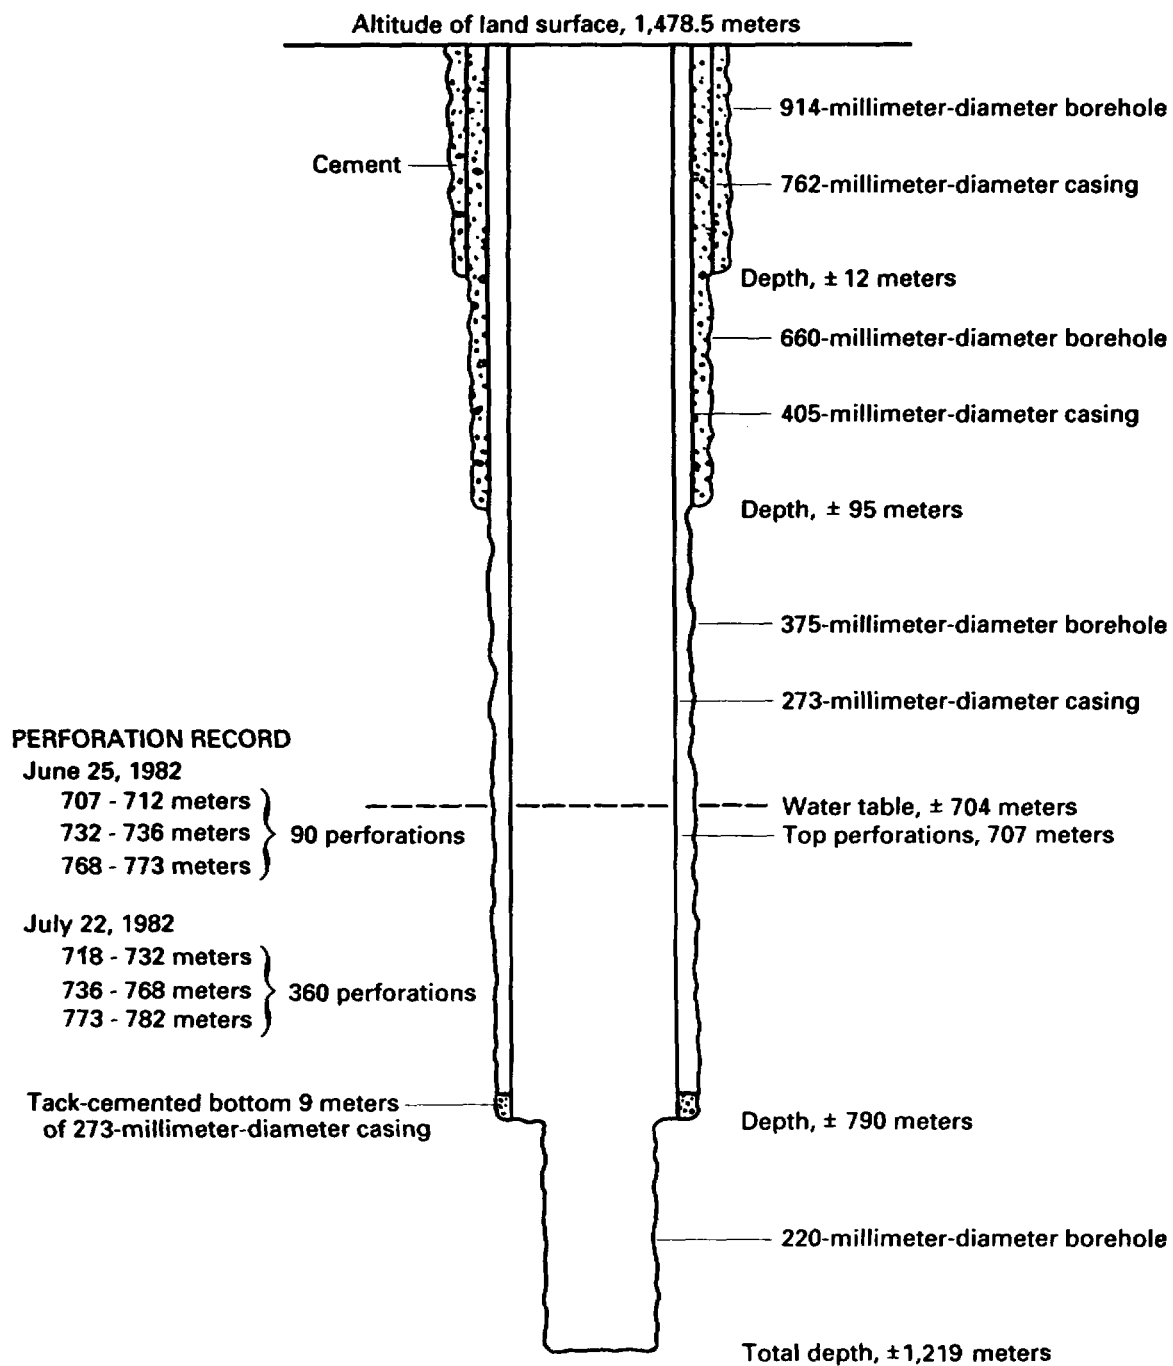 Altitude of land surface, 1,478.5 meters
914-millimeter-diameter borehole
Cement
762-millimeter-diameter casing
Depth, ± 12 meters
660-millimeter-diameter borehole
405-millimeter-diameter casing
Depth, ± 95 meters
375-millimeter-diameter borehole
273-millimeter-diameter casing
PERFORATION RECORD
June 25, 1982
707 - 712 meters
732 - 736 meters
768 - 773 meters
90 perforations
Water table, ± 704 meters
Top perforations, 707 meters
July 22, 1982
718 - 732 meters
736 - 768 meters
773 - 782 meters
360 perforations
Tack-cemented bottom 9 meters
of 273-millimeter-diameter casing
Depth, ± 790 meters
220-millimeter-diameter borehole
Total depth, ±1,219 meters